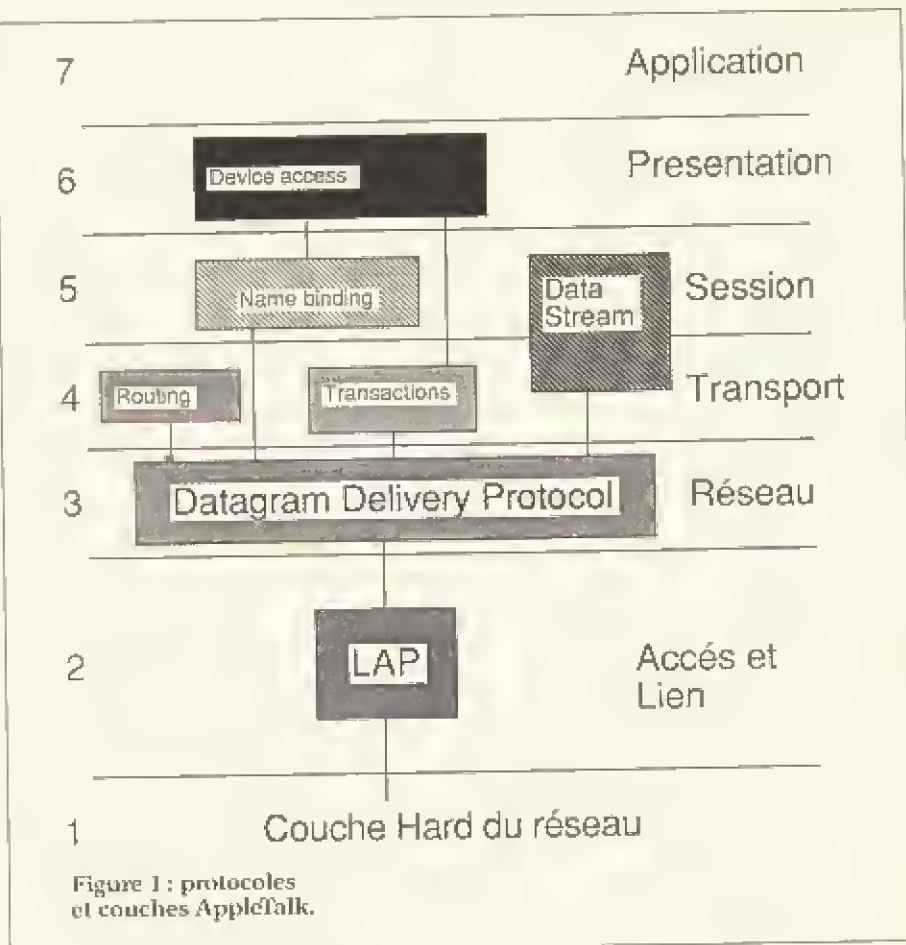 7 Application
6 Device access Presentation
5 Name binding Data Session
Stream
4 Routing Transactions Transport
3 Datagram Delivery Protocol Réseau
2 LAP Accés et
Lien
1 Couche Hard du réseau
Figure 1 : protocoles
et couches AppleTalk.